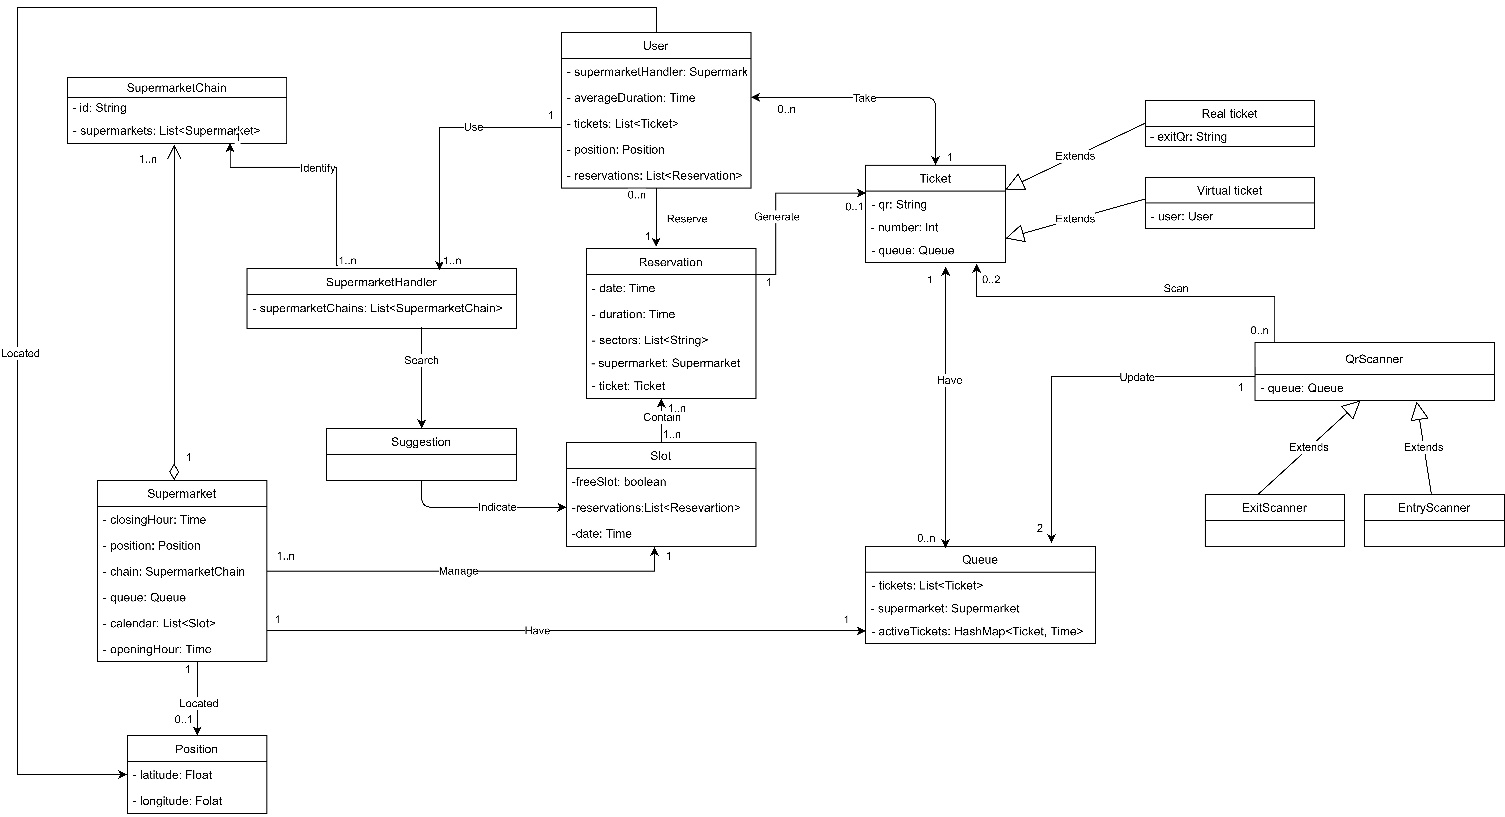 User
- supermarketHandler: Supermark
- averageDuration: Time
- tickets: List<Ticket>
- position: Position
- reservations: List<Reservation>
SupermarketChain
- id: String
- supermarkets: List<Supermarket>
1..n
Identify
1..n
Use
1
1..n
Take
0..n
1
Real ticket
- exitQr: String
Extends
Virtual ticket
- user: User
Extends
Ticket
- qr: String
- number: Int
- queue: Queue
0..n
Reserve
1
Generate
0..1
1
Reservation
- date: Time
- duration: Time
- sectors: List<String>
- supermarket: Supermarket
- ticket: Ticket
SupermarketHandler
- supermarketChains: List<SupermarketChain>
Search
Located
1
0..2
Scan
0..n
QrScanner
- queue: Queue
Update
1
Have
Suggestion
1..n
Contain
1..n
Indicate
Slot
-freeSlot: boolean
-reservations:List<Resevartion>
-date: Time
Extends
Extends
ExitScanner
EntryScanner
1
Supermarket
- closingHour: Time
- position: Position
- chain: SupermarketChain
- queue: Queue
- calendar: List<Slot>
- openingHour: Time
1..n
Manage
1
0..n
2
Queue
- tickets: List<Ticket>
- supermarket: Supermarket
- activeTickets: HashMap<Ticket, Time>
1
Have
1
1
Located
0..1
Position
- latitude: Float
- longitude: Folat